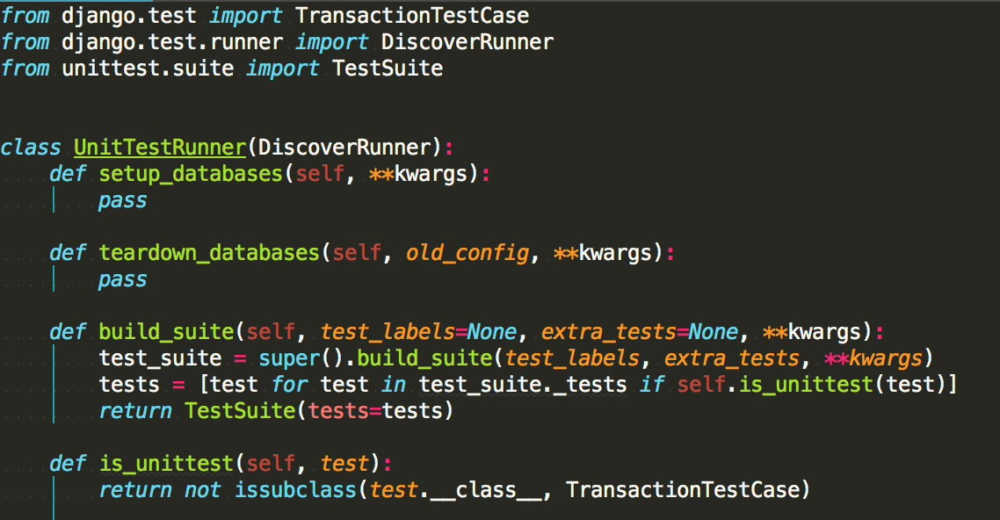 from django.test import TransactionTestCase
from django.test.runner import DiscoverRunner
from unittest.suite import TestSuite
class UnitTestRunner(DiscoverRunner):
def setup_databases(self, **kwargs):
pass
def teardown_databases(self, old_config, **kwargs):
pass
def build_suite(self, test_labels=None, extra_tests=None, **kwargs):
test_suite = super().build_suite(test_labels, extra_tests, **kwargs)
tests = [test for test in test_suite._tests if self.is_unittest(test)]
return TestSuite(tests=tests)
def is_unittest(self, test):
return not issubclass(test.__class__, TransactionTestCase)